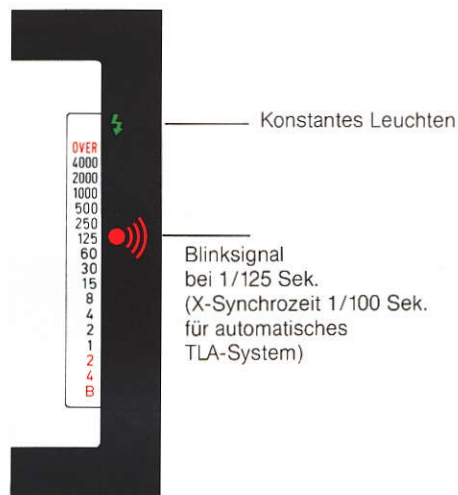 Konstantes Leuchten
OVER
4000
2000
1000
500
250
125
60
30
15
8
4
2
1
2
4
B
Blinksignal
bei 1/125 Sek.
(X-Synchrozeit 1/100 Sek.
für automatisches
TLA-System)